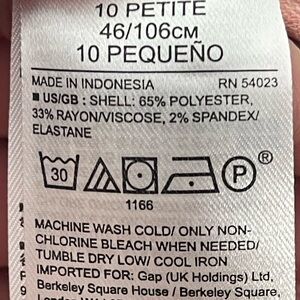 10 PETITE
46/106CM
10 PEQUEÑO
MADE IN INDONESIA RN 54023
■ US/GB : SHELL: 65% POLYESTER,
33% RAYON/VISCOSE, 2% SPANDEX/
ELASTANE
30 P ®
1166
MACHINE WASH COLD/ ONLY NON-
CHLORINE BLEACH WHEN NEEDED/
TUMBLE DRY LOW/ COOL IRON
IMPORTED FOR: Gap (UK Holdings) Ltd,
Berkeley Square House / Berkeley Square,